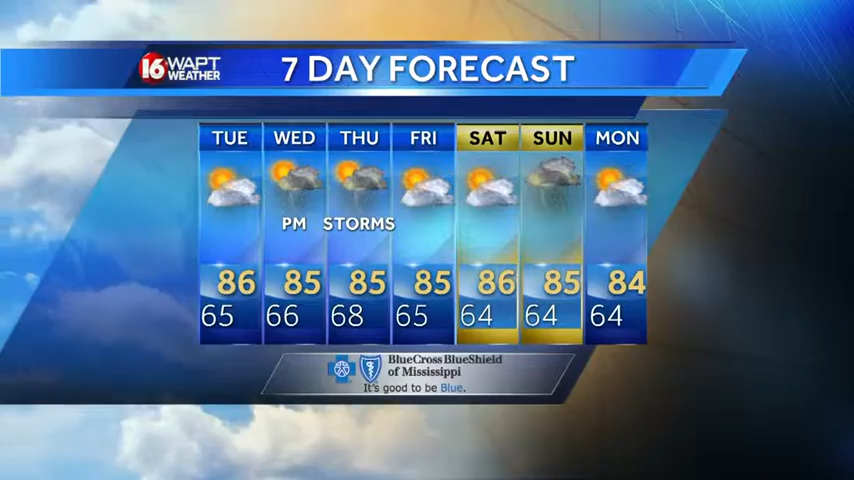 16 WAPT WEATHER
7 DAY FORECAST
TUE WED THU FRI SAT SUN MON
PM STORMS
86 85 85 85 86 85 84
65 66 68 65 64 64 64
BlueCross BlueShield
of Mississippi
It's good to be Blue.